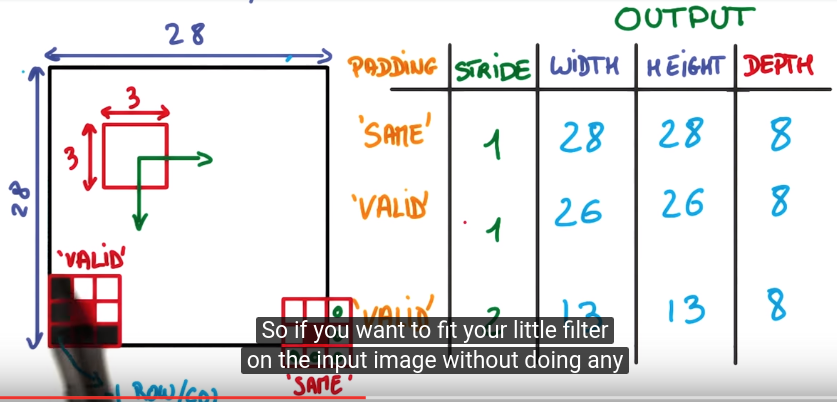 28
OUTPUT
PADDING STRIDE WIDTH HEIGHT DEPTH
3
3
28
'SAME' 1 28 28 8
'VALID' 1 26 26 8
'VALID'
'VALID' 2 13 13 8
So if you want to fit your little filter
on the input image without doing any
'SAME'
1 ROW/COL